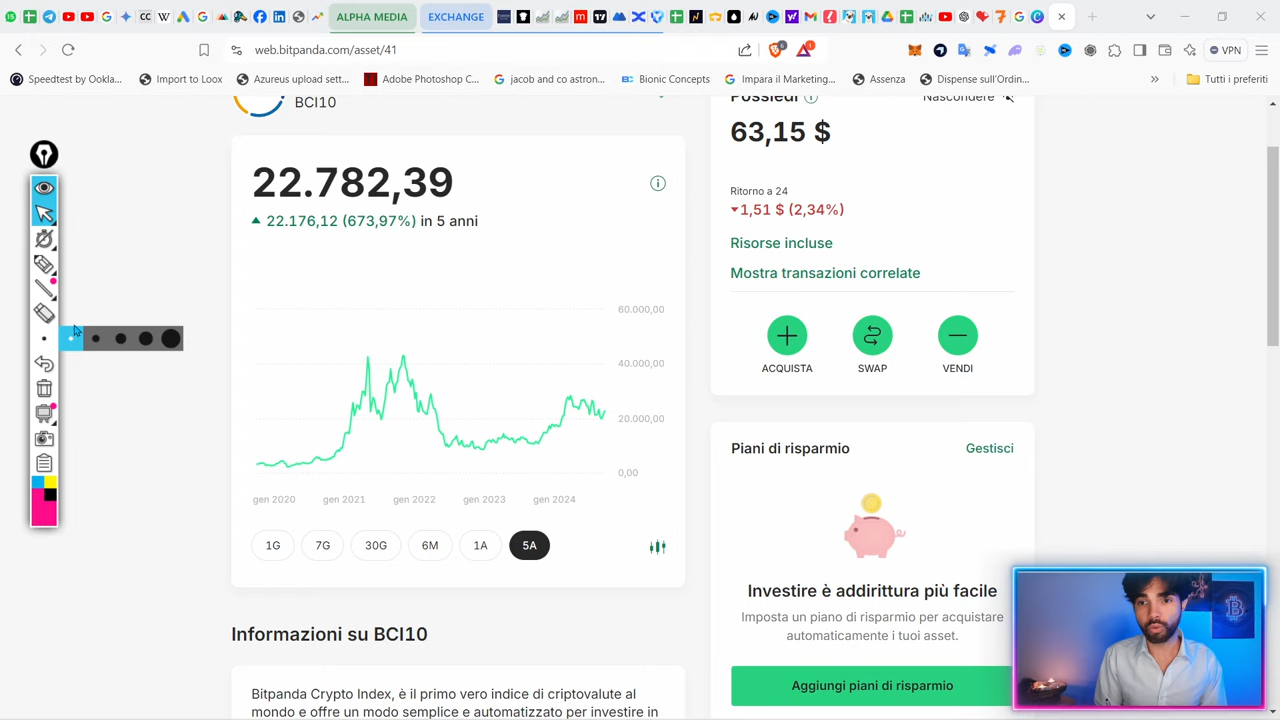 ALPHA MEDIA
EXCHANGE
web.bitpanda.com/asset/41
VPN
Speedtest by Ookla...
Import to Loox
Azureus upload sett...
Adobe Photoshop C...
jacob and co astron...
Bionic Concepts
Impara il Marketing...
Assenza
Dispense sull'Ordin...
Tutti i preferiti
BCI10
22.782,39
22.176,12 (673,97%) in 5 anni
60.000,00
40.000,00
20.000,00
0,00
gen 2020
gen 2021
gen 2022
gen 2023
gen 2024
1G
7G
30G
6M
1A
5A
Informazioni su BCI10
Bitpanda Crypto Index, è il primo vero indice di criptovalute al
mondo e offre un modo semplice e automatizzato per investire in
Possiedi
Nascondere
63,15 $
Ritorno a 24
1,51 $ (2,34%)
Risorse incluse
Mostra transazioni correlate
ACQUISTA
SWAP
VENDI
Piani di risparmio
Gestisci
Investire è addirittura più facile
Imposta un piano di risparmio per acquistare
automaticamente i tuoi asset.
Aggiungi piani di risparmio